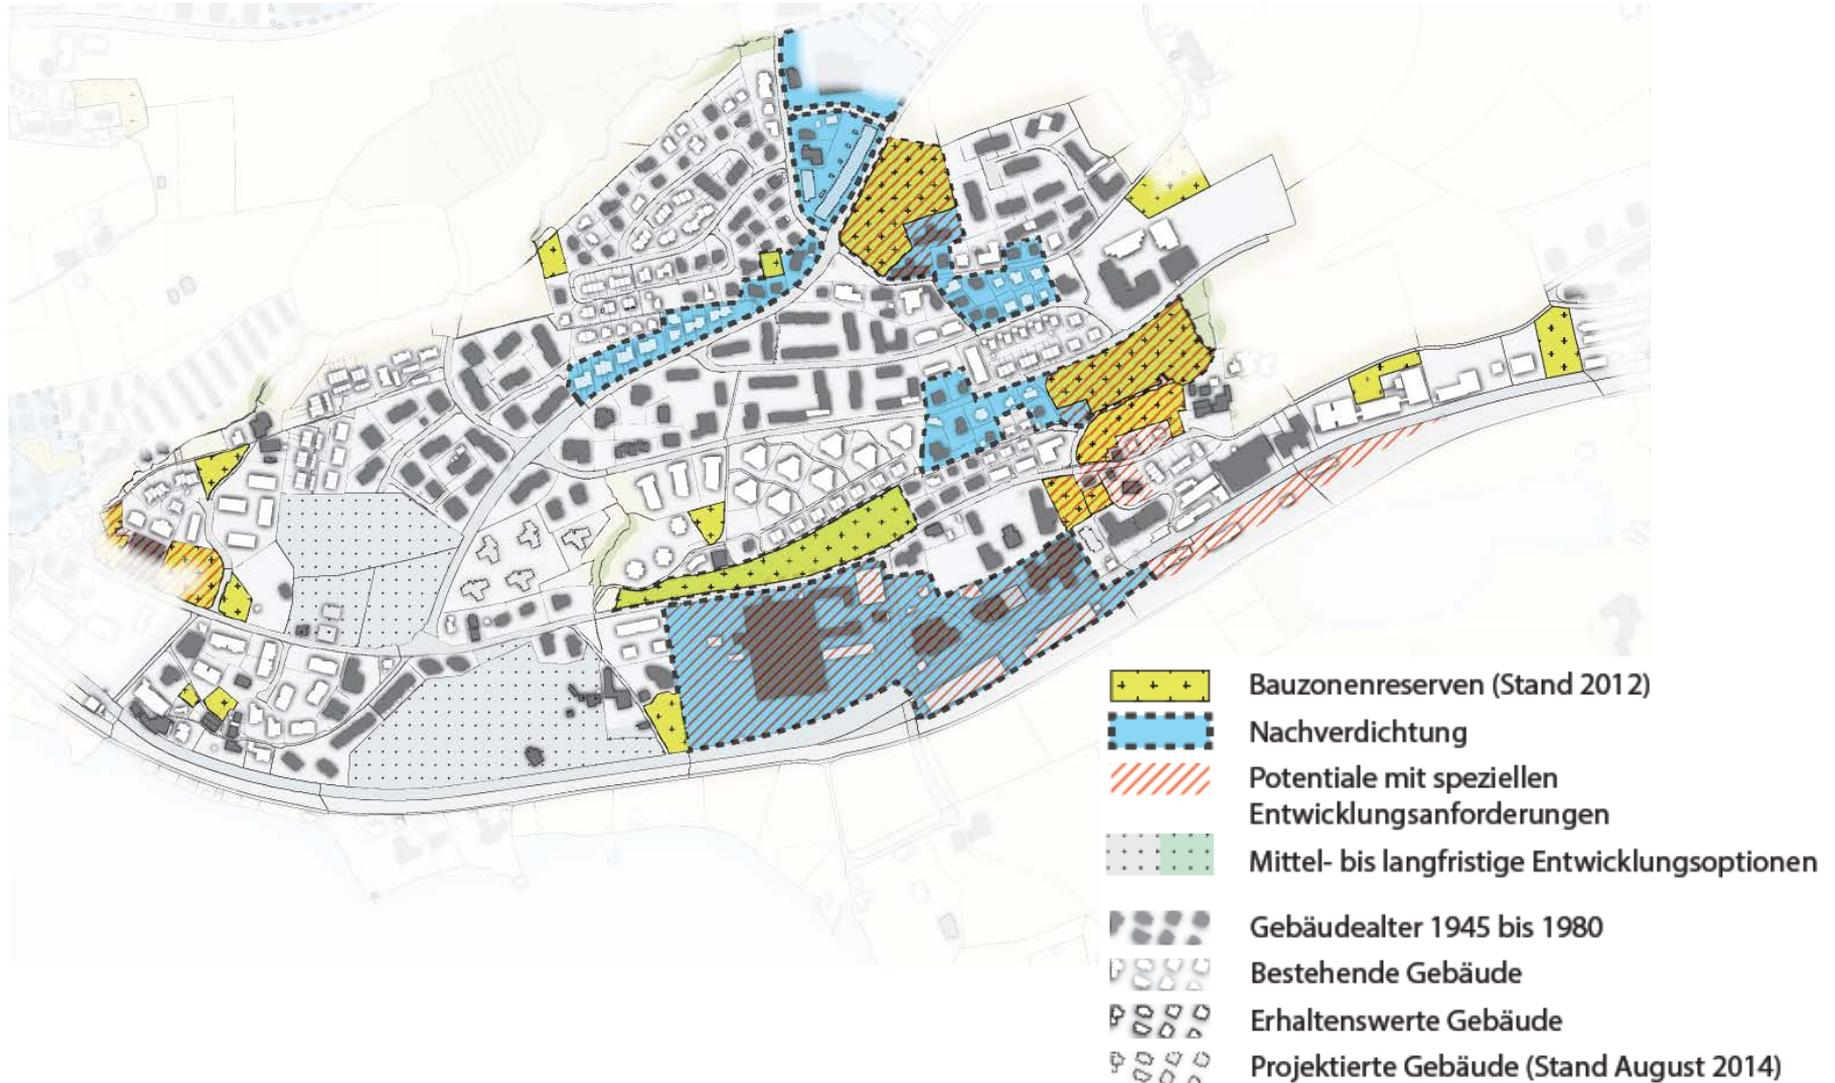 Bauzonenreserven (Stand 2012)
Nachverdichtung
Potentiale mit speziellen
Entwicklungsanforderungen
Mittel- bis langfristige Entwicklungsoptionen
Gebäudealter 1945 bis 1980
Bestehende Gebäude
Erhaltenswerte Gebäude
Projektierte Gebäude (Stand August 2014)